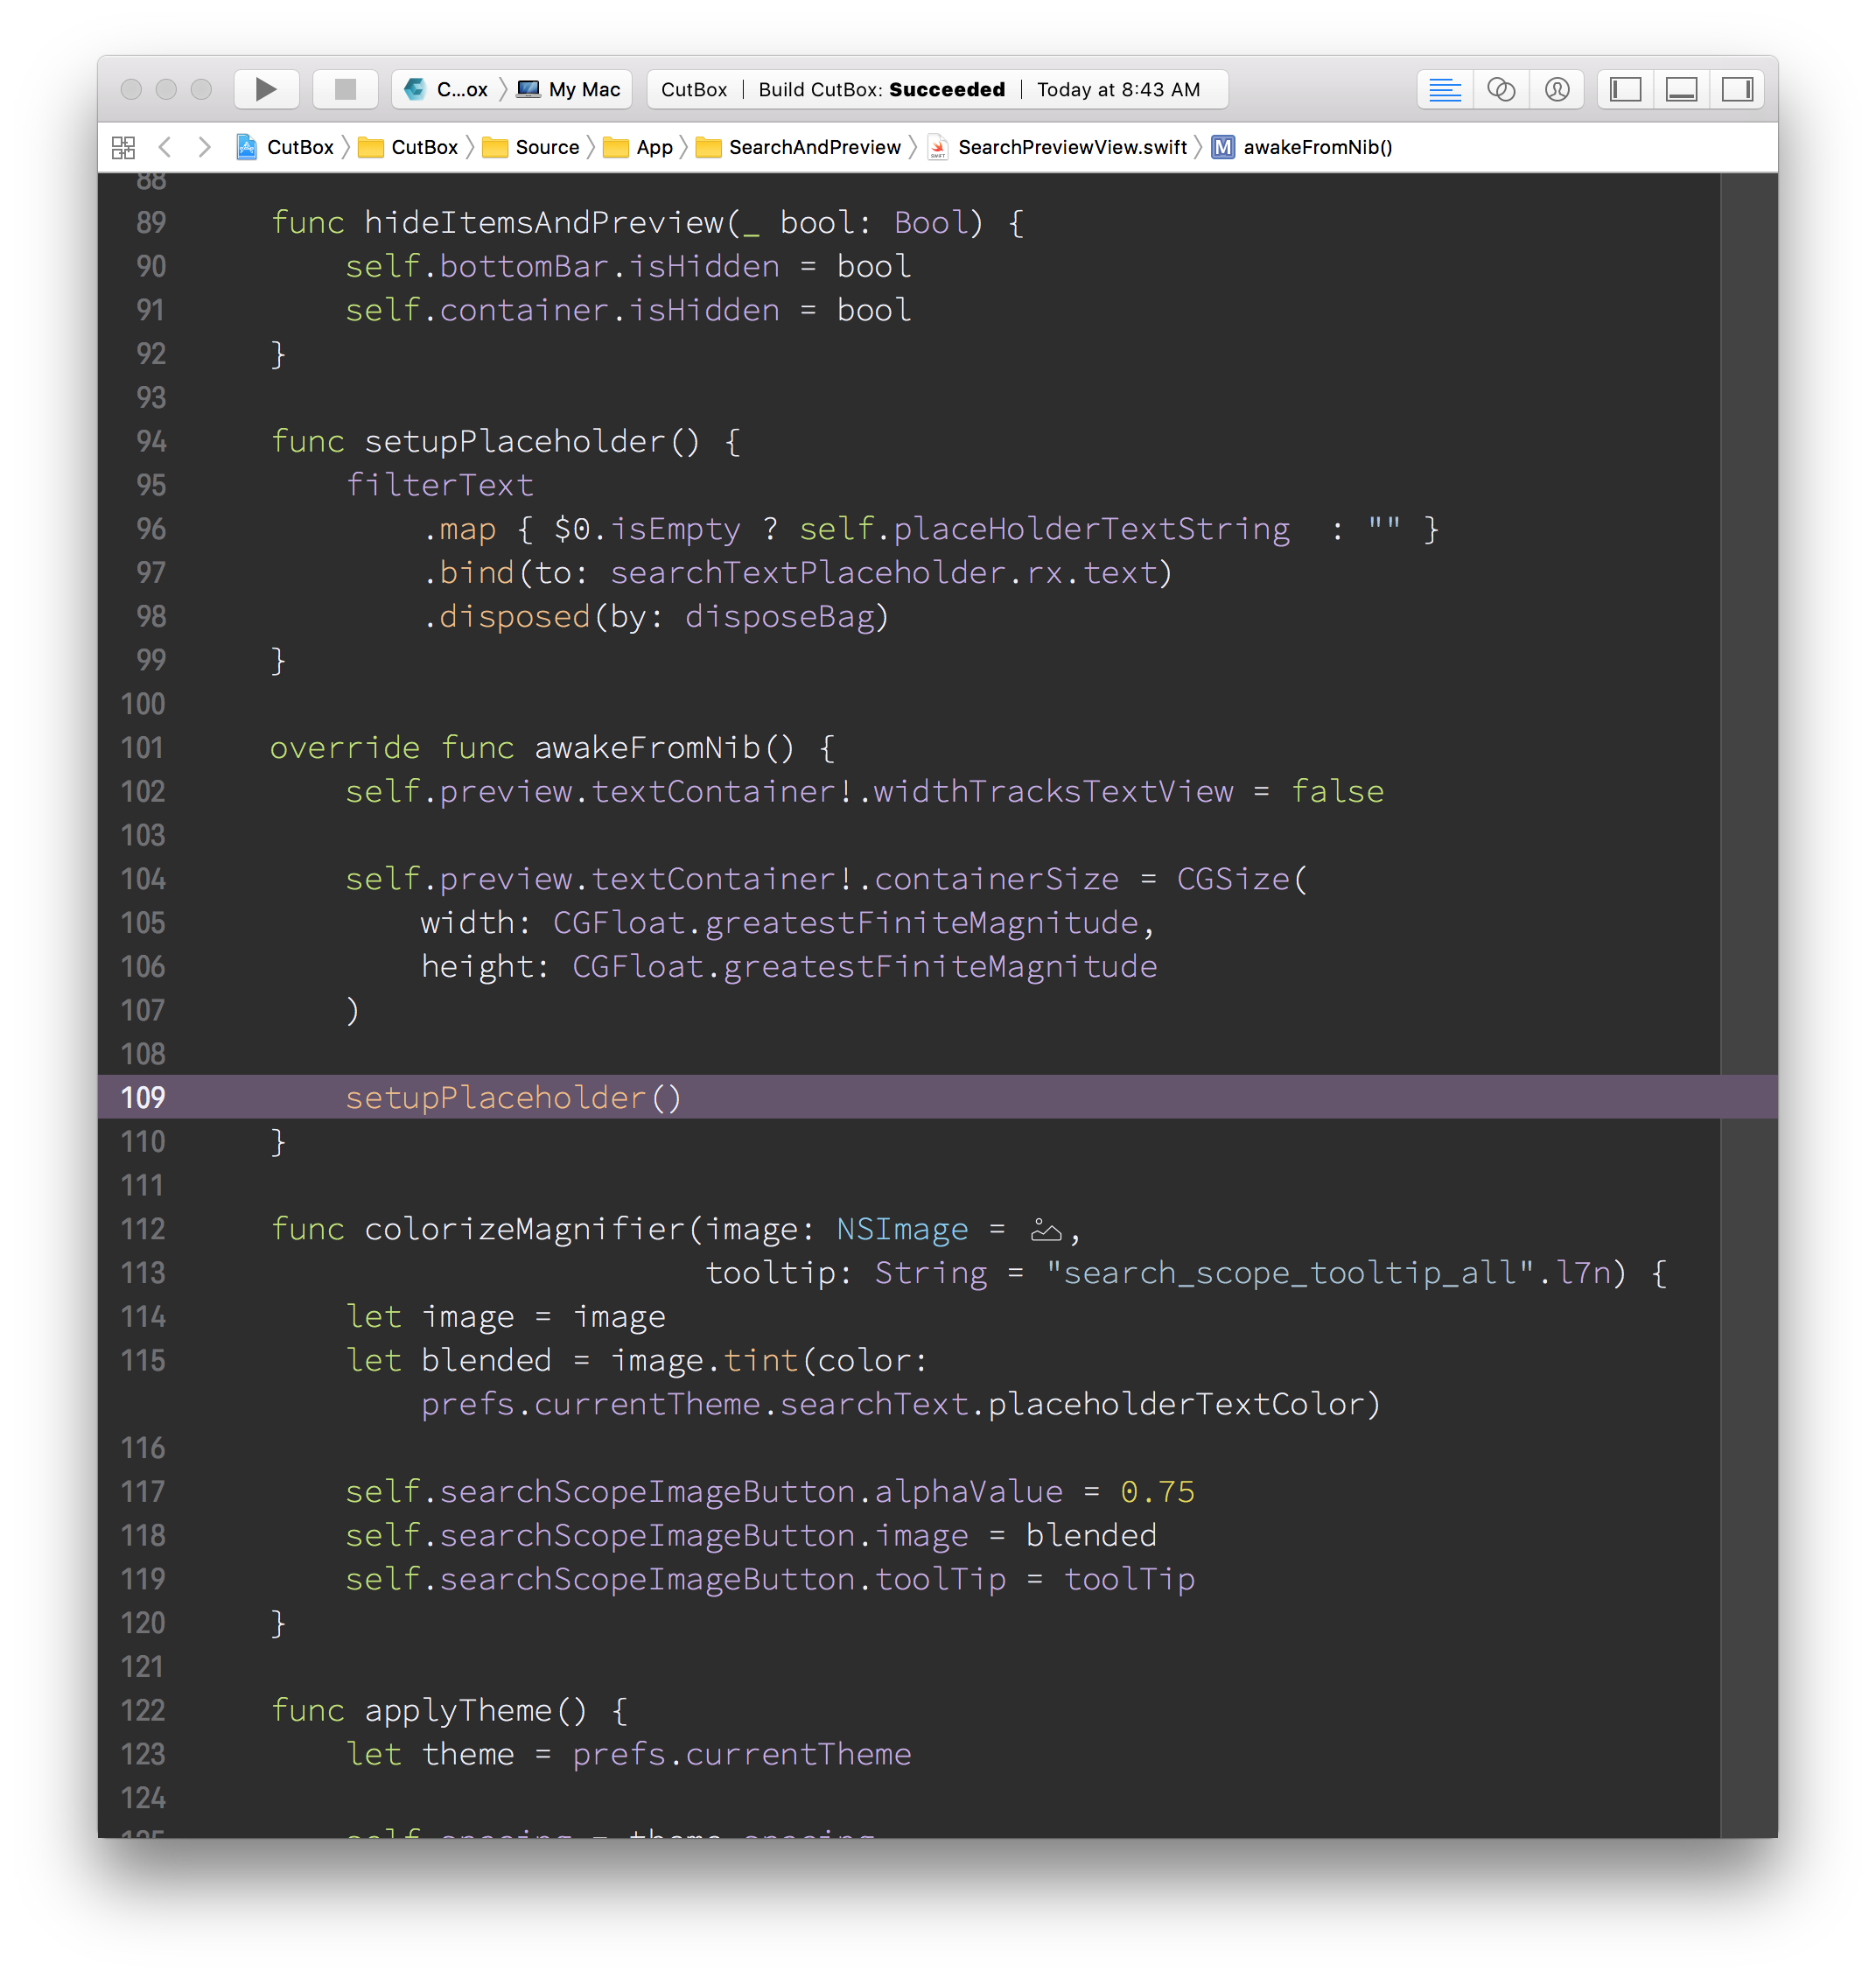 C...ox My Mac CutBox | Build CutBox: Succeeded | Today at 8:43 AM
CutBox CutBox Source App SearchAndPreview SearchPreviewView.swift M awakeFromNib()
88
89 func hideItemsAndPreview(_ bool: Bool) {
90 self.bottomBar.isHidden = bool
91 self.container.isHidden = bool
92 }
93
94 func setupPlaceholder() {
95 filterText
96 .map { $0.isEmpty ? self.placeHolderTextString  : "" }
97 .bind(to: searchTextPlaceholder.rx.text)
98 .disposed(by: disposeBag)
99 }
100
101 override func awakeFromNib() {
102 self.preview.textContainer!.widthTracksTextView = false
103
104 self.preview.textContainer!.containerSize = CGSize(
105 width: CGFloat.greatestFiniteMagnitude,
106 height: CGFloat.greatestFiniteMagnitude
107 )
108
109 setupPlaceholder()
110 }
111
112 func colorizeMagnifier(image: NSImage = ,
113 tooltip: String = "search_scope_tooltip_all".l7n) {
114 let image = image
115 let blended = image.tint(color:
prefs.currentTheme.searchText.placeholderTextColor)
116
117 self.searchScopeImageButton.alphaValue = 0.75
118 self.searchScopeImageButton.image = blended
119 self.searchScopeImageButton.toolTip = toolTip
120 }
121
122 func applyTheme() {
123 let theme = prefs.currentTheme
124
125 self.spacing = theme.spacing